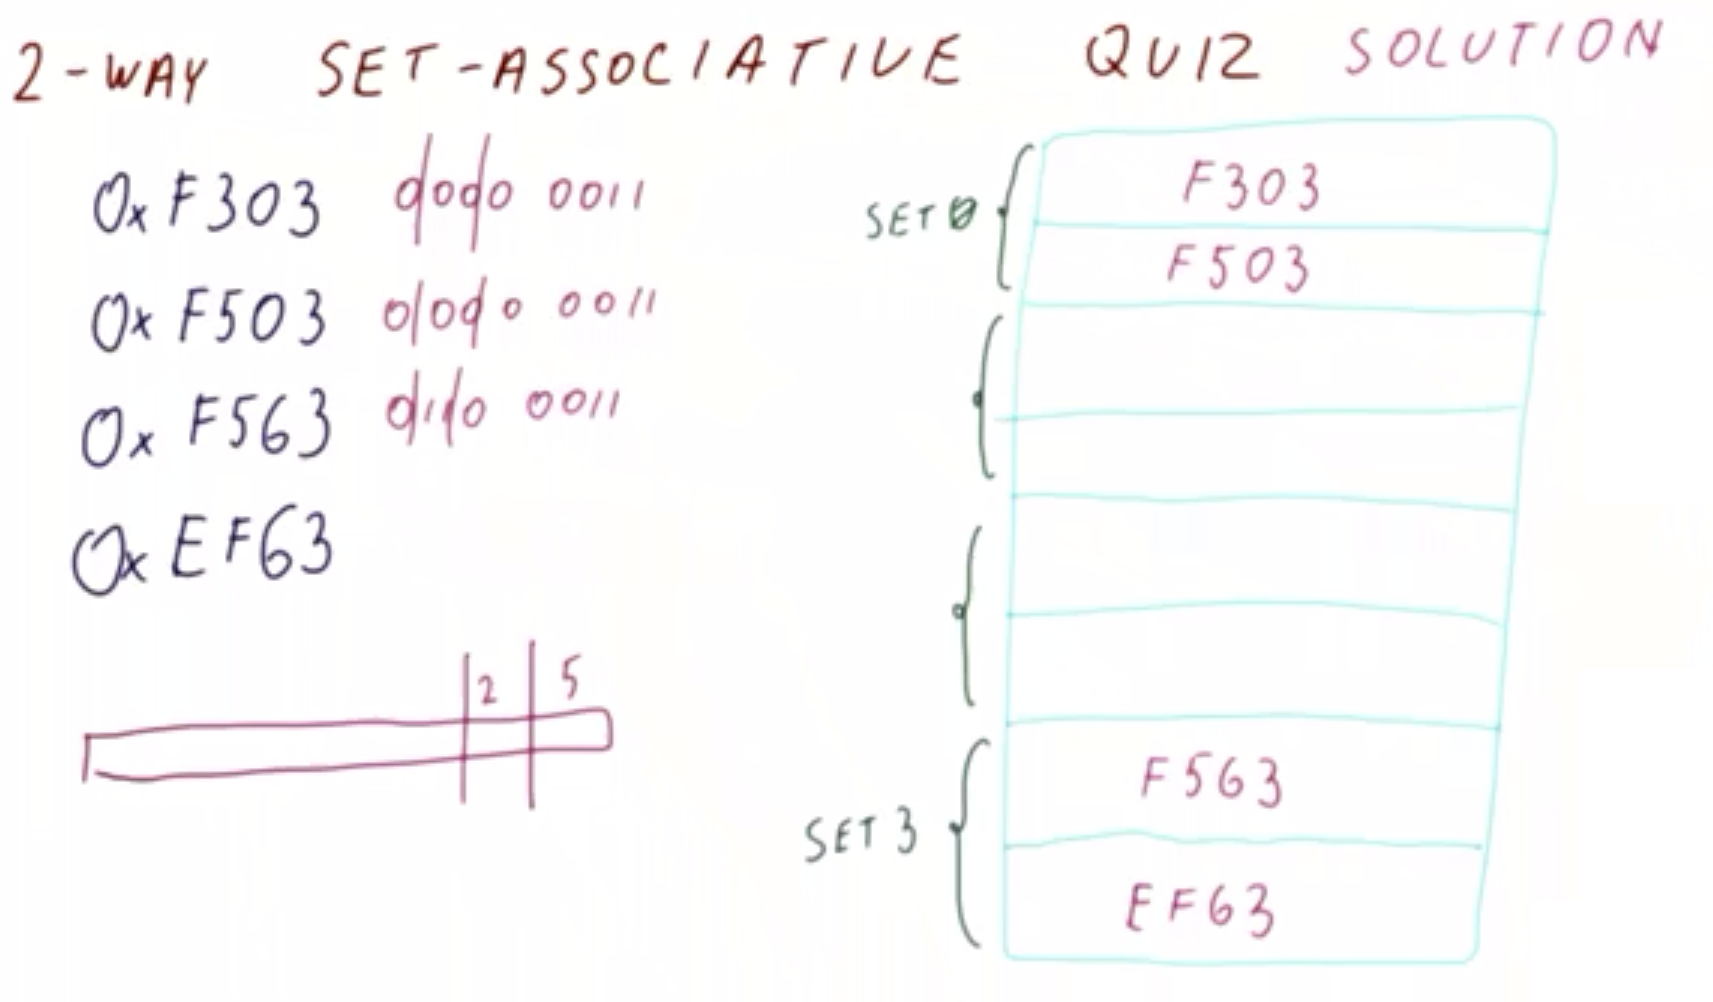 2-WAY SET-ASSOCIATIVE QUIZ SOLUTION
0x F303 0000 0011
0x F503 0000 0011
0x F563 0110 0011
0x EF63
2 5
SET 0
F303
F503
SET 3
F563
EF63